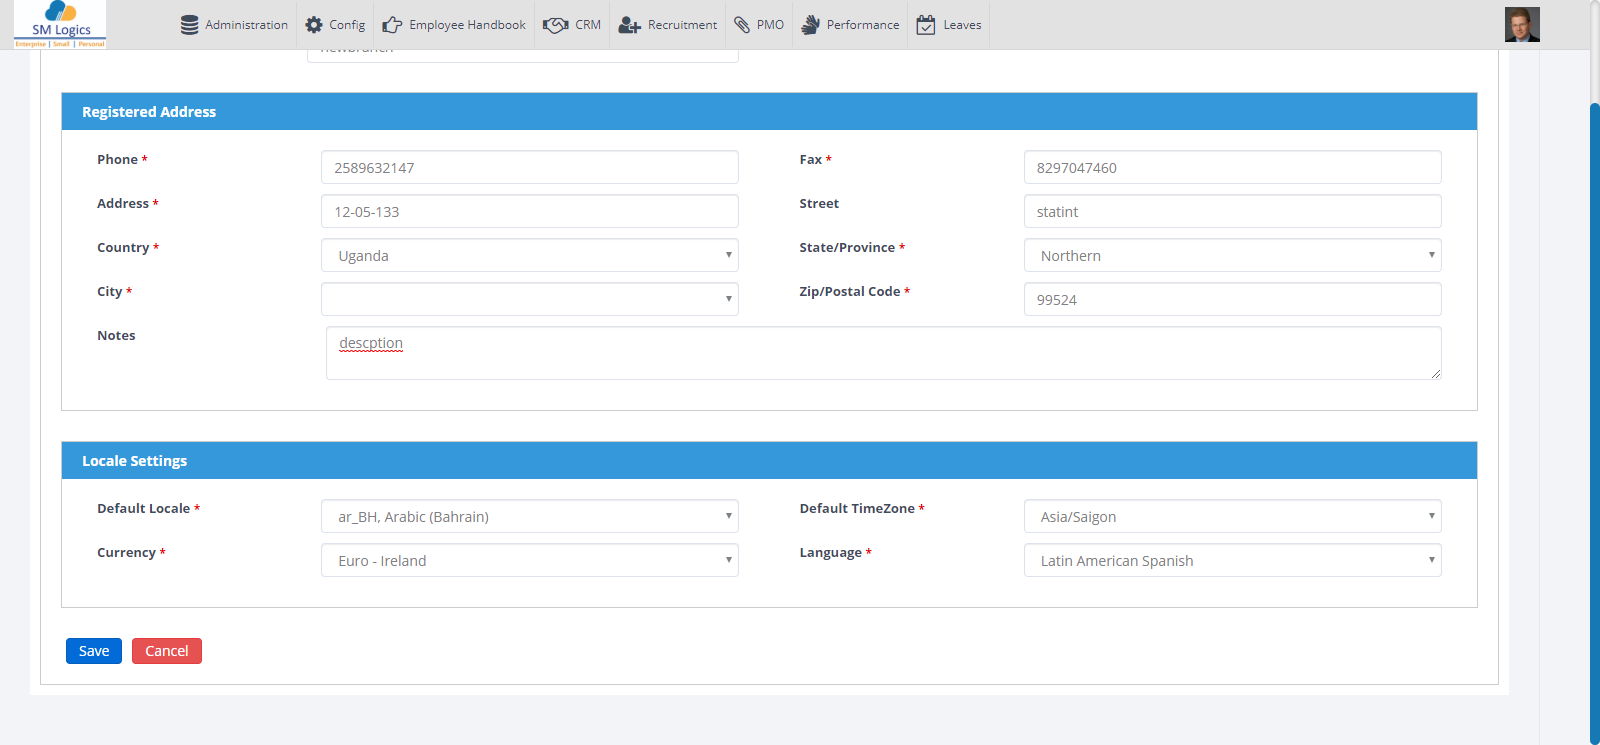 SM Logics
Enterprise | Small | Personal
Administration Config Employee Handbook CRM Recruitment PMO Performance Leaves
newbranch
Registered Address
Phone * 2589632147 Fax * 8297047460
Address * 12-05-133 Street statint
Country * Uganda State/Province * Northern
City * Zip/Postal Code * 99524
Notes descption
Locale Settings
Default Locale * ar_BH, Arabic (Bahrain) Default TimeZone * Asia/Saigon
Currency * Euro - Ireland Language * Latin American Spanish
Save Cancel